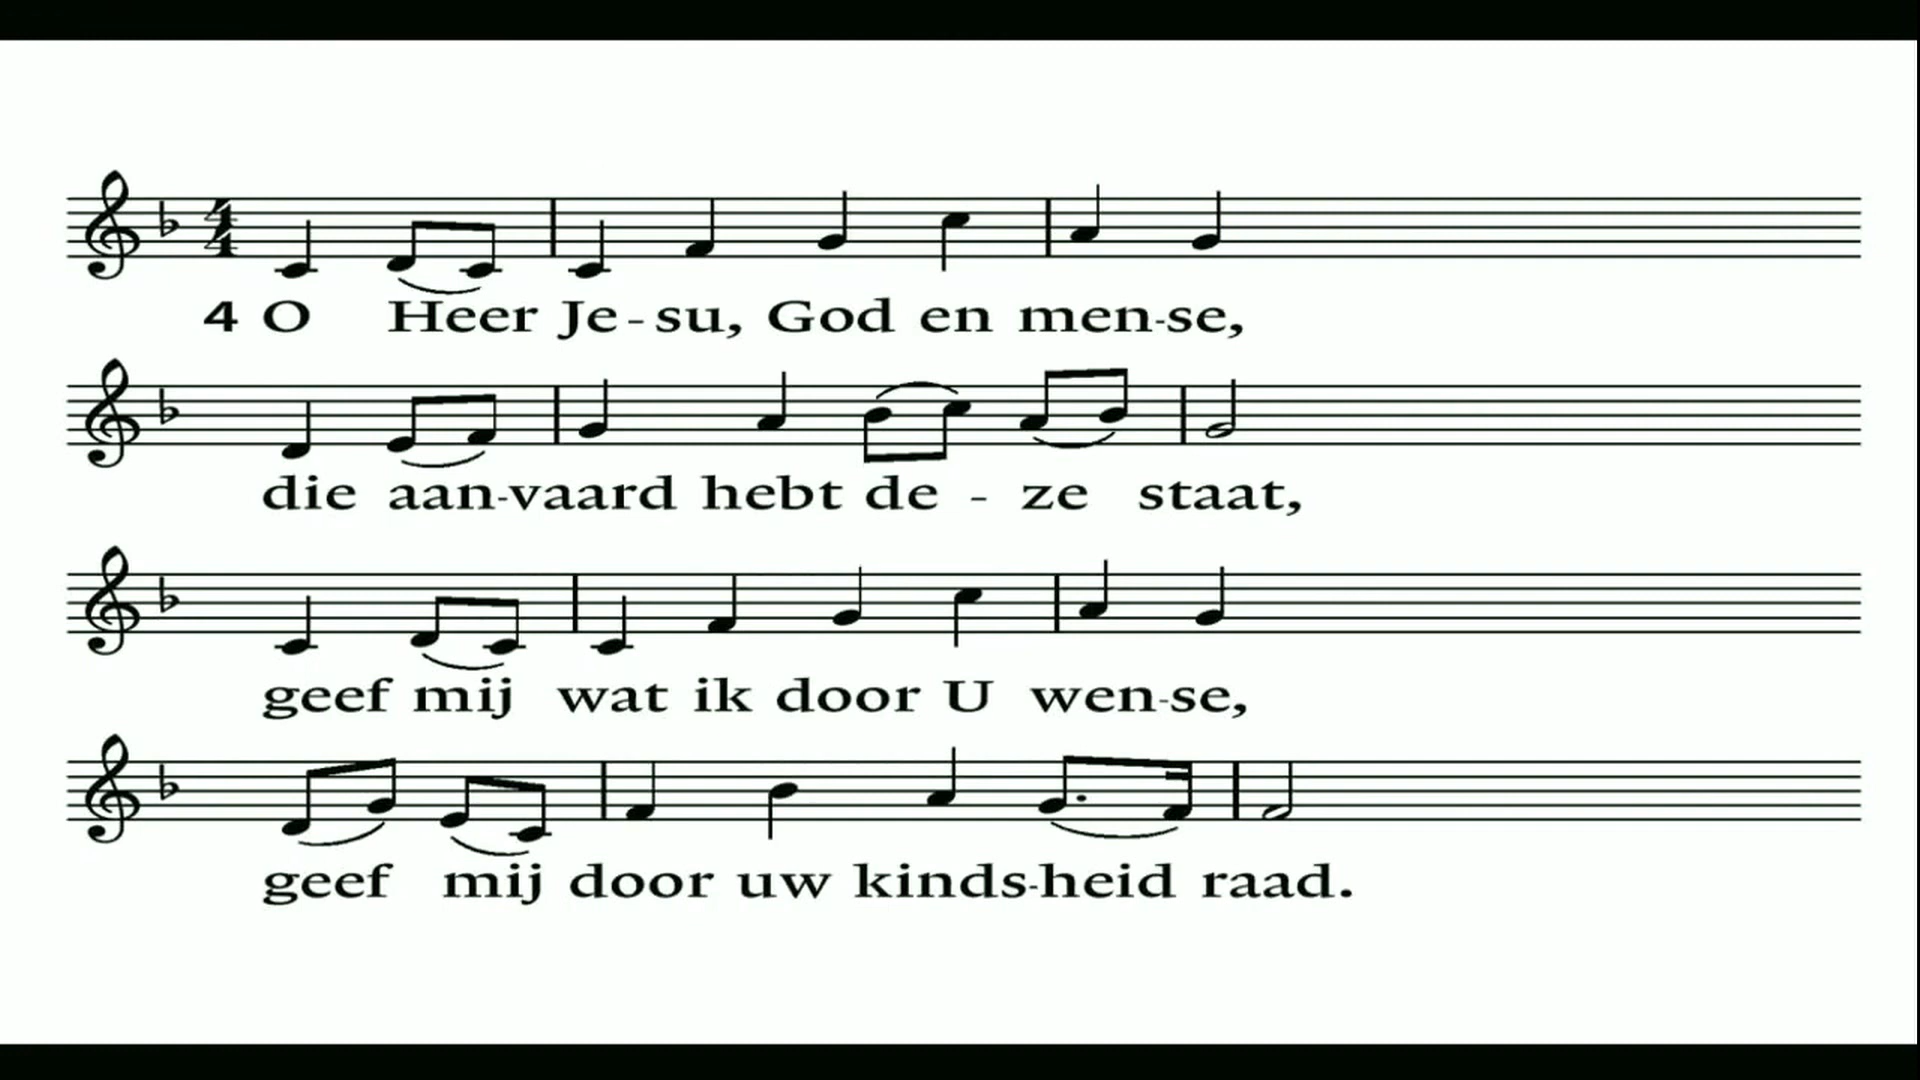 4 O Heer Je-su, God en men-se,
die aan-vaard hebt de - ze staat,
geef mij wat ik door U wen-se,
geef mij door uw kinds-heid raad.